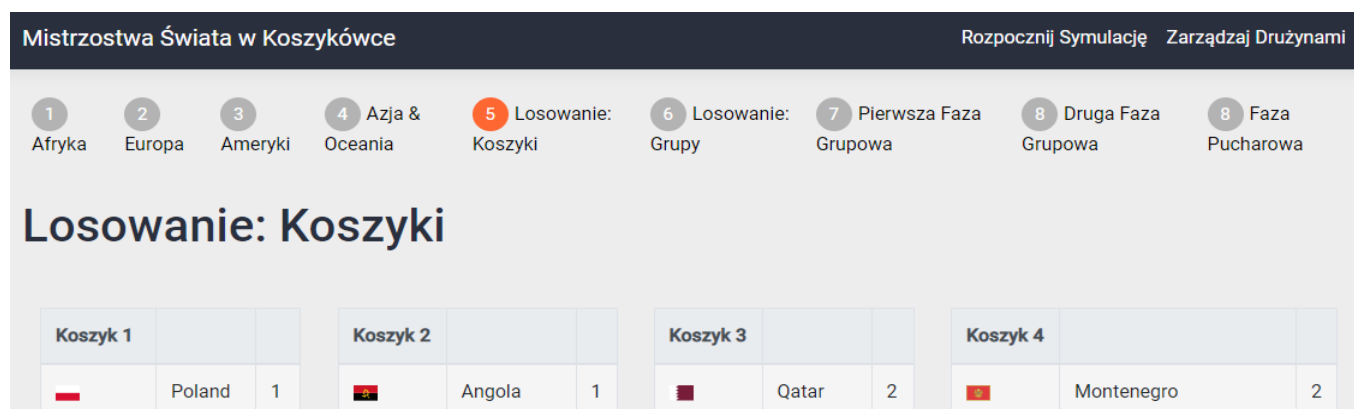 Mistrzostwa Świata w Koszykówce Rozpocznij Symulację Zarządzaj Drużynami
1 2 3 4 Azja & 5 Losowanie: 6 Losowanie: 7 Pierwsza Faza 8 Druga Faza 8 Faza
Afryka Europa Ameryki Oceania Koszyki Grupy Grupowa Grupowa Pucharowa
Losowanie: Koszyki
Koszyk 1 Koszyk 2 Koszyk 3 Koszyk 4
Poland 1 Angola 1 Qatar 2 Montenegro 2